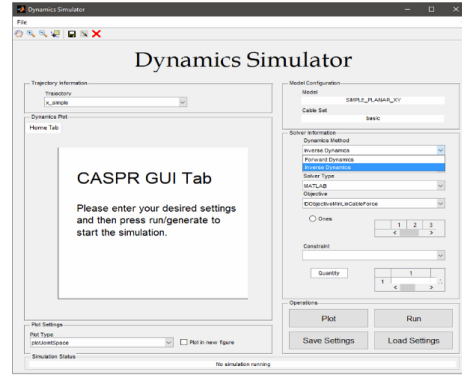 Dynamics Simulator
File
Dynamics Simulator
Trajectory Information
Trajectory
x_simple
Dynamics Plot
Home Tab
CASPR GUI Tab
Please enter your desired settings
and then press run/generate to
start the simulation.
Plot Settings
Plot Type
plotJointSpace
Plot in new figure
Simulation Status
No simulation running
Model Configuration
Model
SIMPLE_PLANAR_XY
Cable Set
basic
Solver Information
Dynamics Method
Inverse Dynamics
Forward Dynamics
Inverse Dynamics
Solver Type
MATLAB
Objective
IDObjectiveMinLinCableForce
Ones
1 2 3
Constraint
Quantity
1
1
Operations
Plot
Run
Save Settings
Load Settings